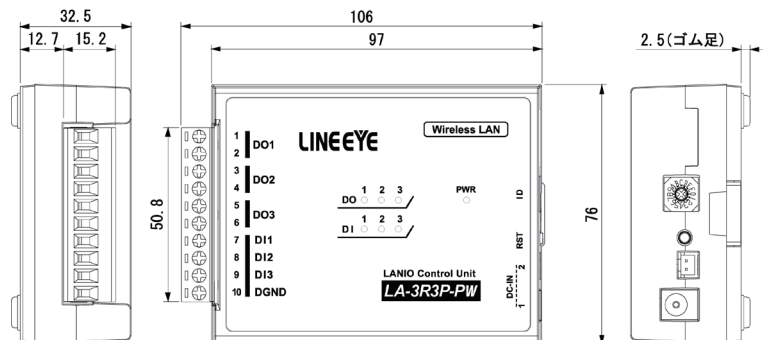 32.5
12.7
15.2
106
97
2.5(ゴム足)
50.8
76
1
2
DO1
3
4
DO2
5
6
DO3
7 DI1
8 DI2
9 DI3
10 DGND
LINEEYE
Wireless LAN
1 2 3
DO
1 2 3
DI
PWR
ID
RST
DC-IN
2
1
LANIO Control Unit
LA-3R3P-PW